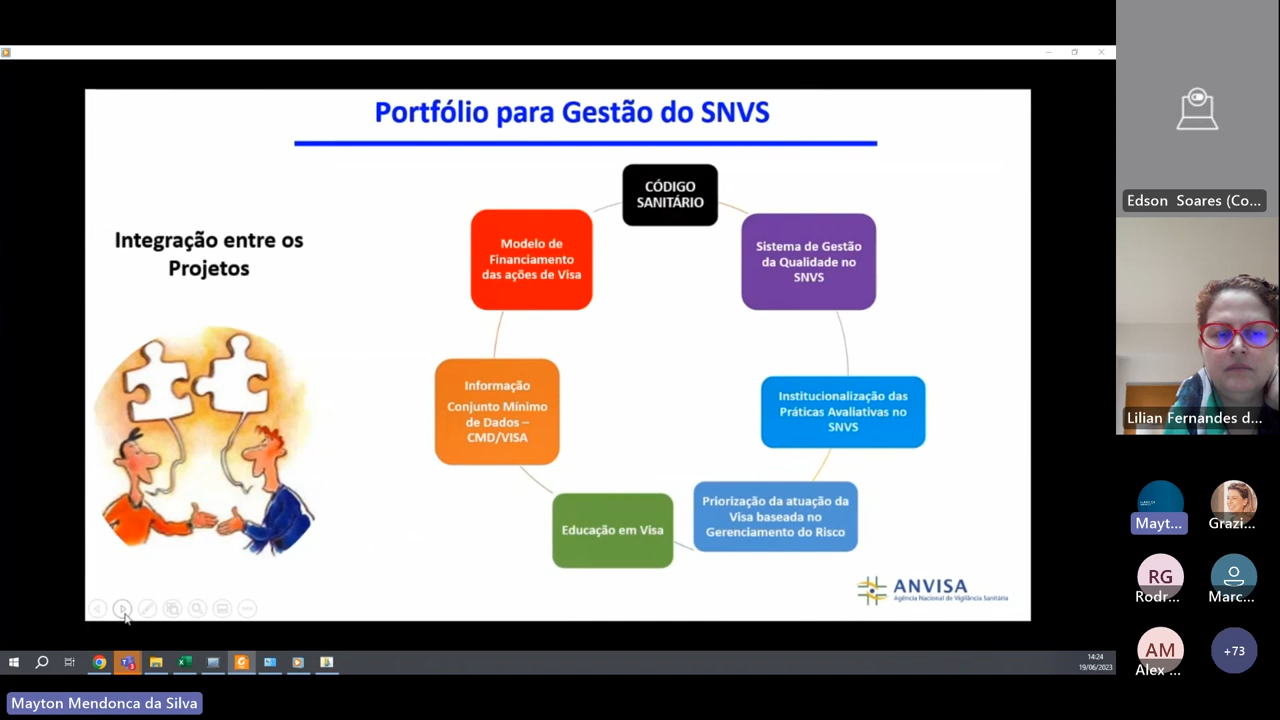 Portfólio para Gestão do SNVS
Integração entre os
Projetos
CÓDIGO
SANITÁRIO
Modelo de
Financiamento
das ações de Visa
Sistema de Gestão
da Qualidade no
SNVS
Informação
Conjunto Mínimo
de Dados –
CMD/VISA
Institucionalização das
Práticas Avaliativas no
SNVS
Educação em Visa
Priorização da atuação da
Visa baseada no
Gerenciamento do Risco
ANVISA
Agência Nacional de Vigilância Sanitária
14:24
19/06/2023
Mayton Mendonca da Silva
Edson Soares (Co...
Lilian Fernandes d...
Mayt...
Grazi...
RG
Rodr...
Marc...
AM
Alex ...
+73